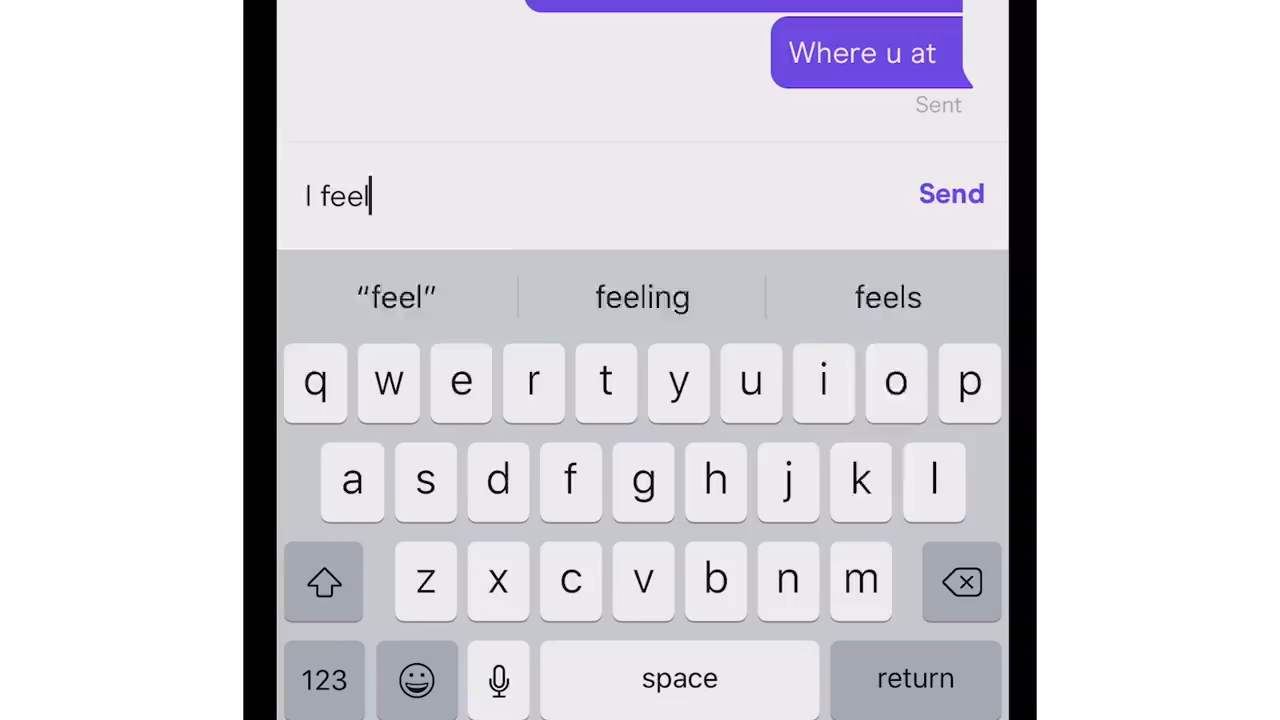 Where u at
Sent
I feel
Send
“feel” feeling feels
q w e r t y u i o p
a s d f g h j k l
z x c v b n m
123 space return